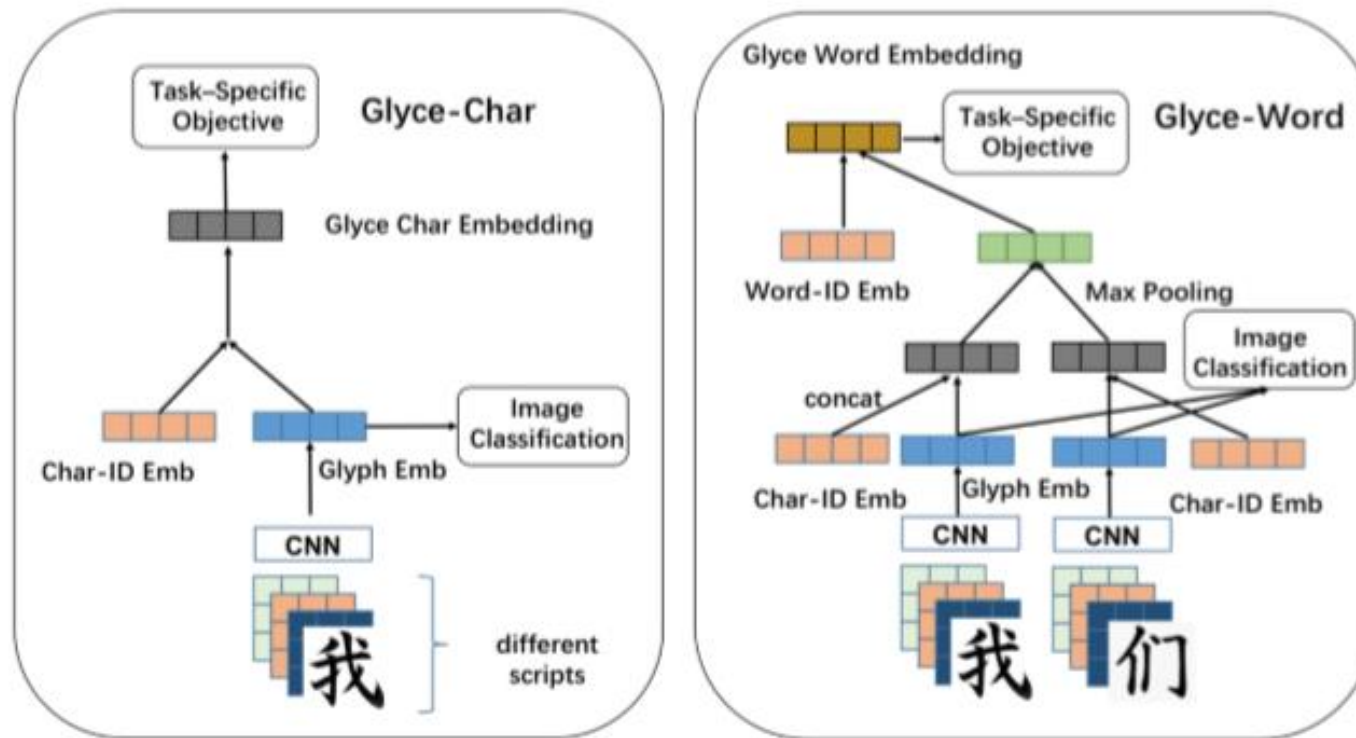 Task–Specific
Objective
Glyce-Char
Glyce Char Embedding
Image
Classification
Char-ID Emb
Glyph Emb
CNN
different
scripts
我
Glyce Word Embedding
Task–Specific
Objective
Glyce-Word
Word-ID Emb
Max Pooling
Image
Classification
concat
Char-ID Emb
Glyph Emb
Char-ID Emb
CNN
CNN
我
们